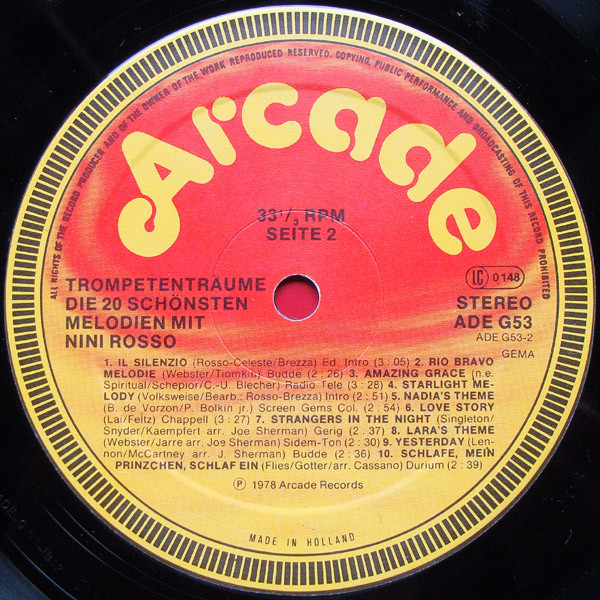 ALL RIGHTS OF THE RECORD PRODUCER AND OF THE OWNER OF THE WORK REPRODUCED RESERVED. COPYING, PUBLIC PERFORMANCE AND BROADCASTING OF THIS RECORD PROHIBITED
Arcade
33 1/3 RPM
SEITE 2
TROMPETENTRÄUME
DIE 20 SCHÖNSTEN
MELODIEN MIT
NINI ROSSO
LC 0148
STEREO
ADE G53
ADE G53-2
GEMA
1. IL SILENZIO (Rosso-Celeste/Brezza) Ed. Intro (3 : 05) 2. RIO BRAVO
MELODIE (Webster/Tiomkin) Budde (2 : 26) 3. AMAZING GRACE (n.e.
Spiritual/Schepior/C.-U. Blecher) Radio Tele (3 : 28) 4. STARLIGHT ME-
LODY (Volksweise/Bearb.: Rosso-Brezza) Intro (2 : 51) 5. NADIA'S THEME
(B. de Vorzon/P. Bolkin jr.) Screen Gems Col. (2 : 54) 6. LOVE STORY
(Lai/Feltz) Chappell (3 : 27) 7. STRANGERS IN THE NIGHT (Singleton/
Snyder/Kaempfert arr. Joe Sherman) Gerig (2 : 37) 8. LARA'S THEME
(Webster/Jarre arr. Joe Sherman) Sidem-Ton (2 : 30) 9. YESTERDAY (Len-
non/McCartney arr. J. Sherman) Budde (2 : 36) 10. SCHLAFE, MEIN
PRINZCHEN, SCHLAF EIN (Flies/Gotter/arr. Cassano) Durium (2 : 39)
℗ 1978 Arcade Records
MADE IN HOLLAND